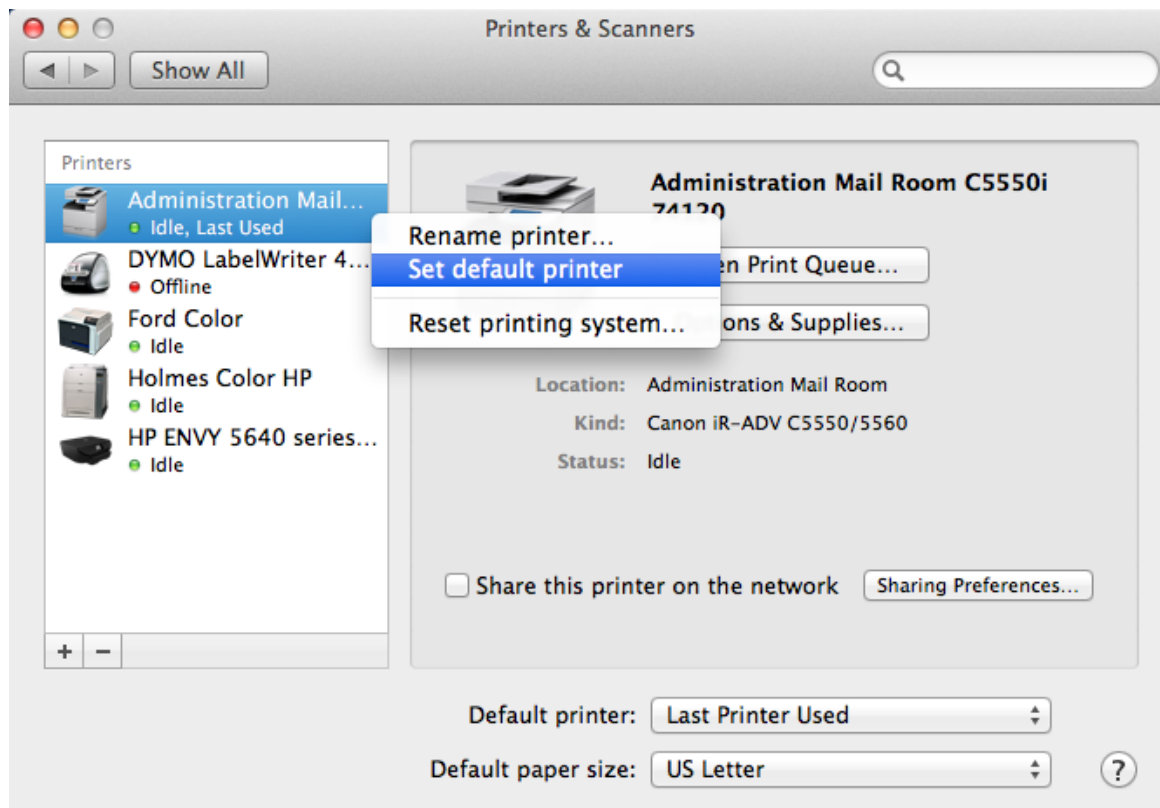 Printers & Scanners
Show All
Printers
Administration Mail...
Idle, Last Used
DYMO LabelWriter 4...
Offline
Ford Color
Idle
Holmes Color HP
Idle
HP ENVY 5640 series...
Idle
+ −
Administration Mail Room C5550i
74120
Rename printer...
Set default printer
Reset printing system...
en Print Queue...
ons & Supplies...
Location: Administration Mail Room
Kind: Canon iR-ADV C5550/5560
Status: Idle
Share this printer on the network
Sharing Preferences...
Default printer: Last Printer Used
Default paper size: US Letter
?